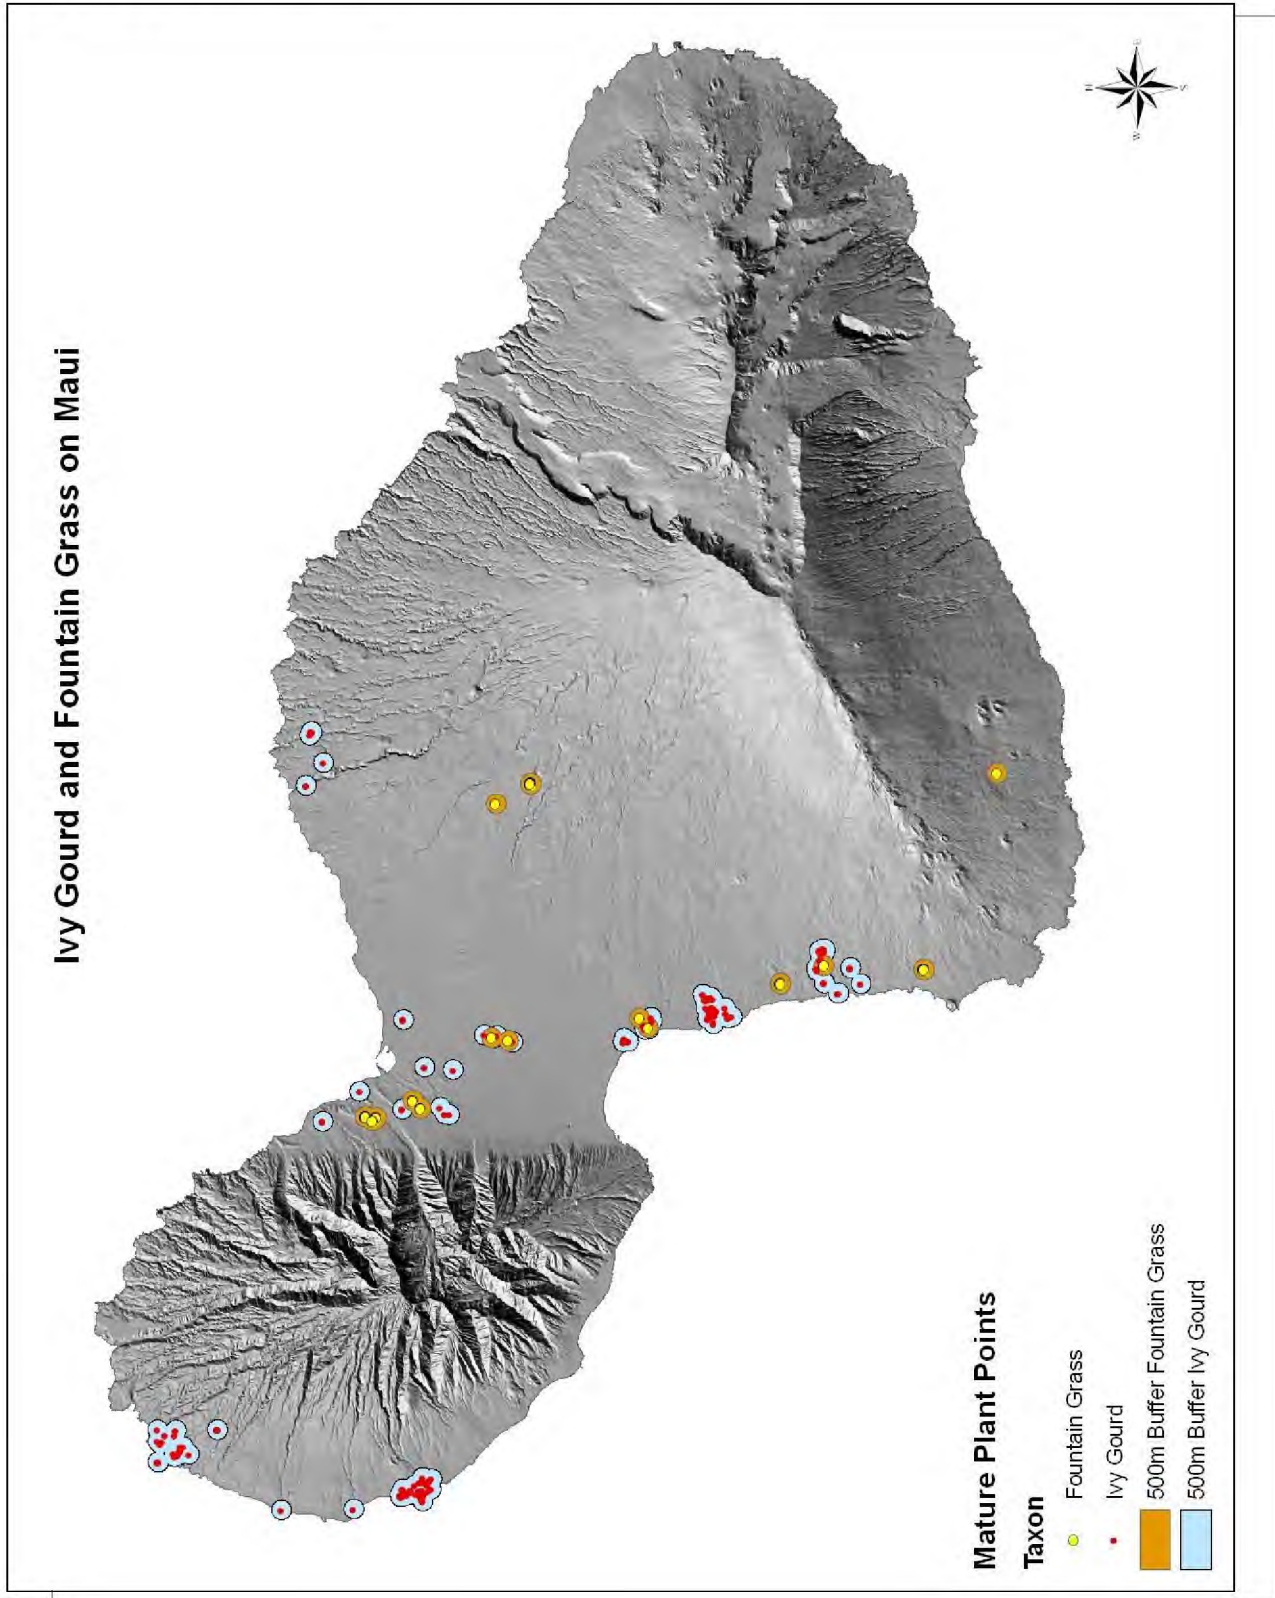 Ivy Gourd and Fountain Grass on Maui
N
W
S
Mature Plant Points
Taxon
Fountain Grass
Ivy Gourd
500m Buffer Fountain Grass
500m Buffer Ivy Gourd